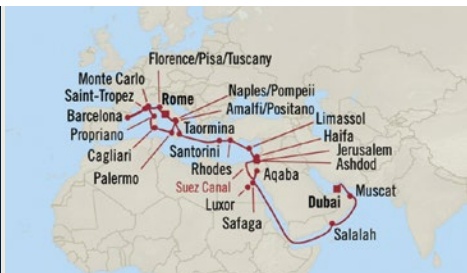 Florence/Pisa/Tuscany
Monte Carlo
Saint-Tropez
Rome
Naples/Pompeii
Barcelona
Amalfi/Positano
Propriano
Taormina
Limassol
Haifa
Cagliari
Santorini
Jerusalem
Palermo
Rhodes
Ashdod
Aqaba
Suez Canal
Luxor
Dubai
Muscat
Safaga
Salalah